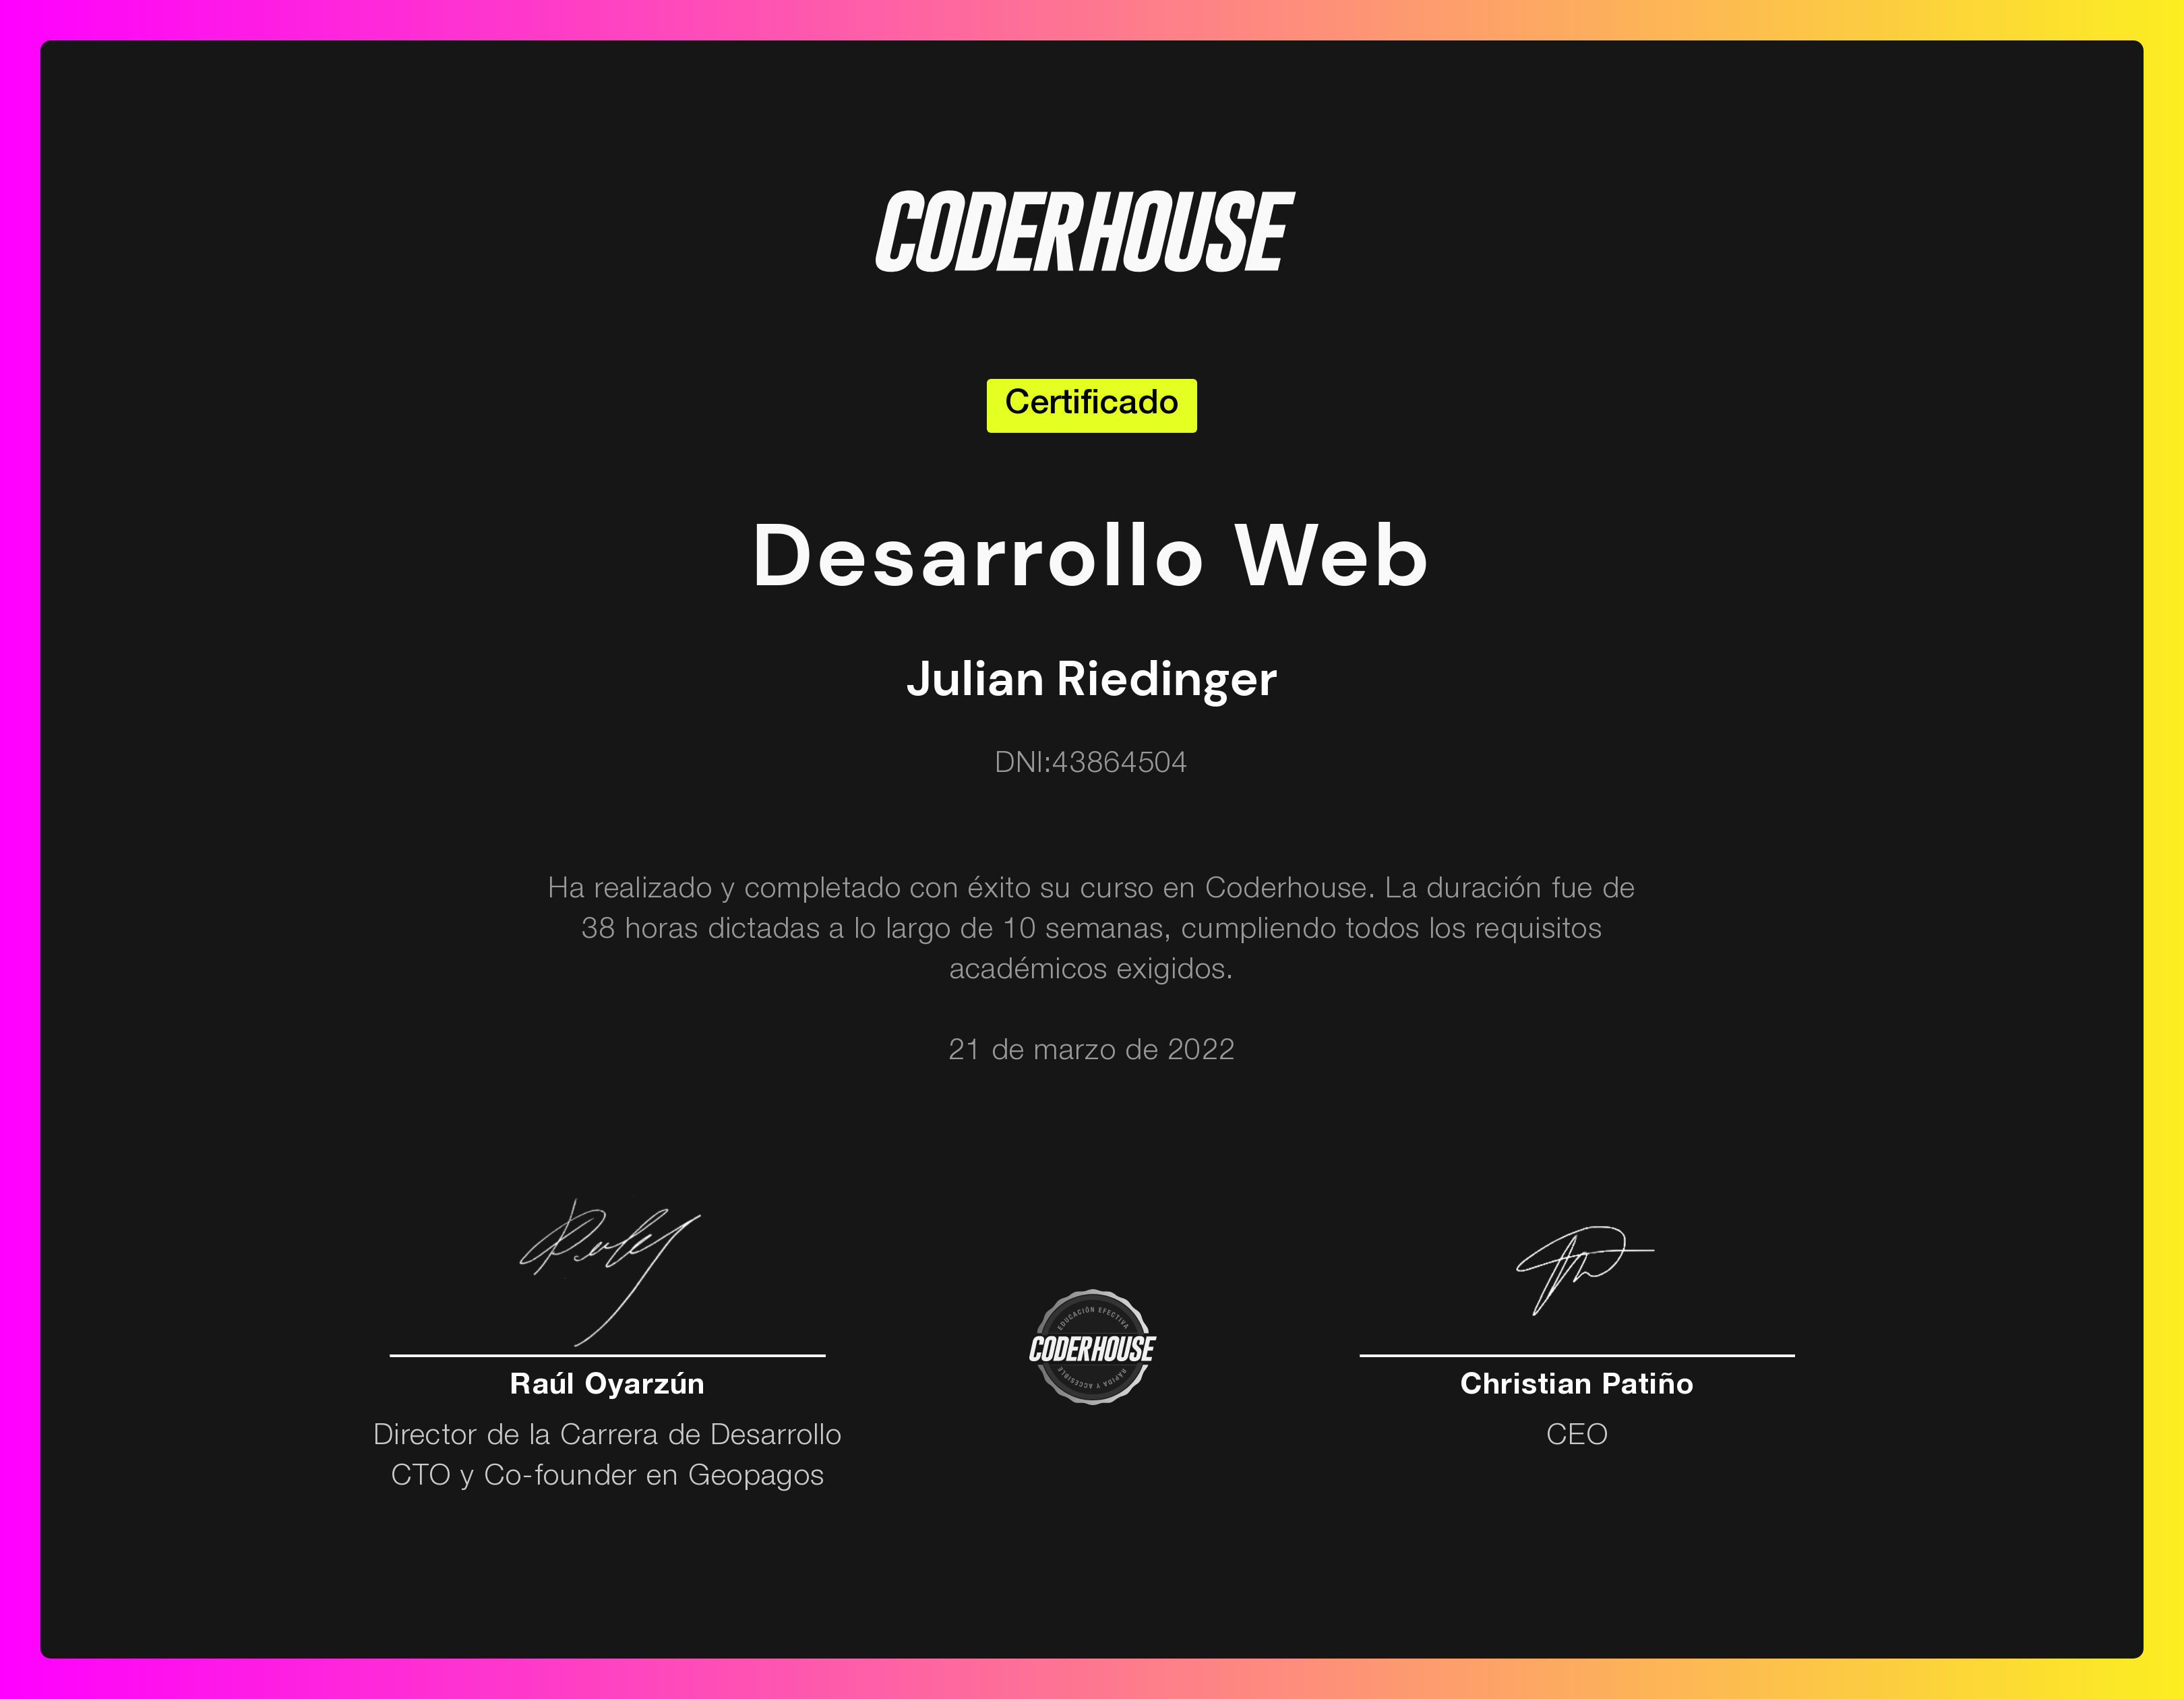 CODERHOUSE
Certificado
Desarrollo Web
Julian Riedinger
DNI:43864504
Ha realizado y completado con éxito su curso en Coderhouse. La duración fue de
38 horas dictadas a lo largo de 10 semanas, cumpliendo todos los requisitos
académicos exigidos.
21 de marzo de 2022
Raúl Oyarzún
Director de la Carrera de Desarrollo
CTO y Co-founder en Geopagos
EDUCACIÓN EFECTIVA
CODERHOUSE
RÁPIDA Y ACCESIBLE
Christian Patiño
CEO